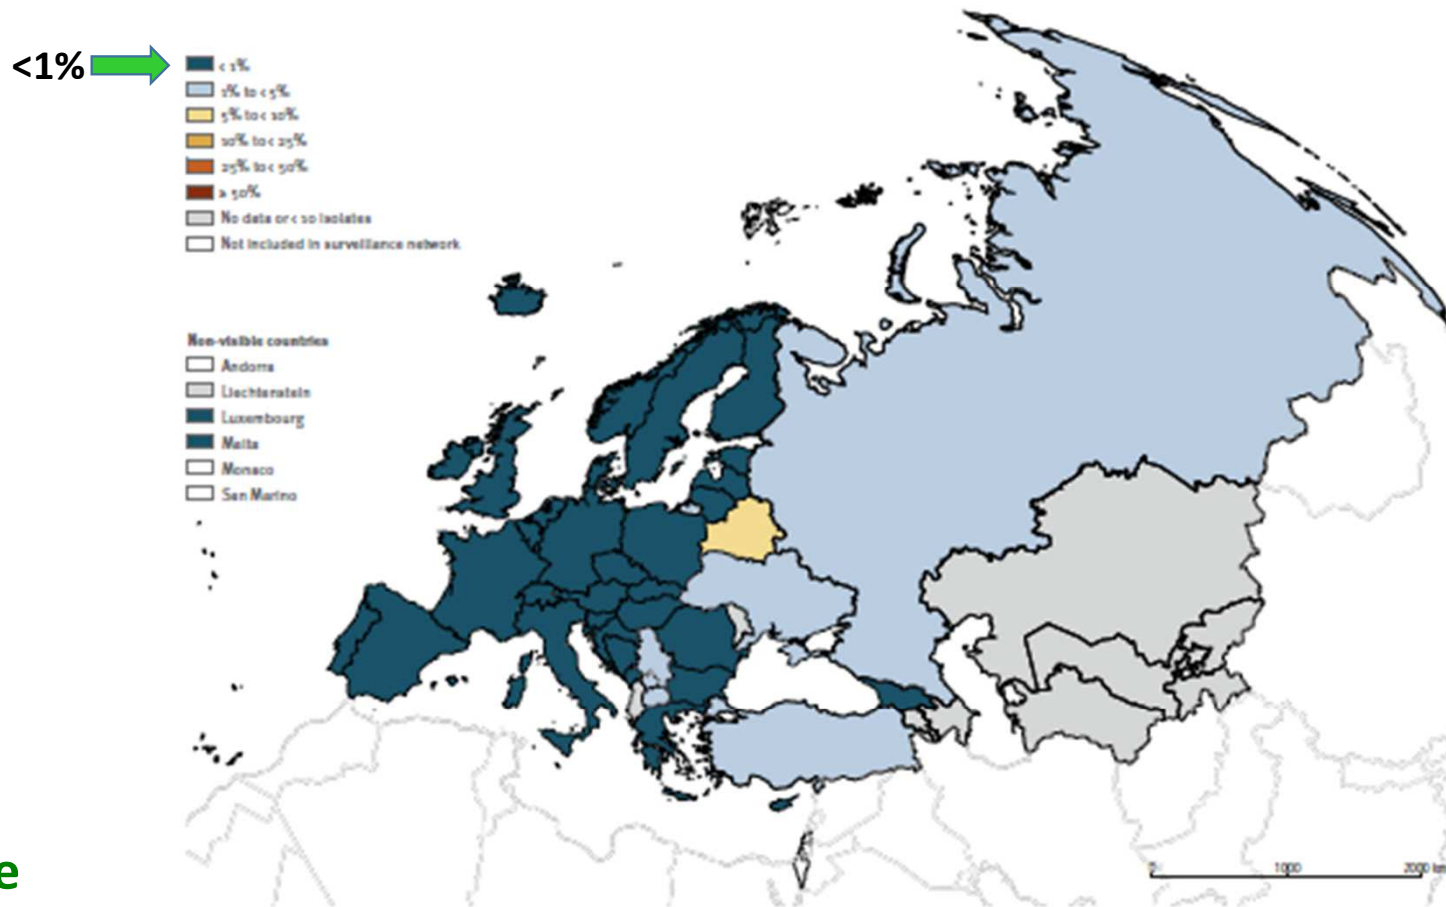 <1%
< 1%
1% to < 5%
5% to < 10%
10% to < 25%
25% to < 50%
≥ 50%
No data or < 10 isolates
Not included in surveillance network
Non-visible countries
Andorra
Liechtenstein
Luxembourg
Malta
Monaco
San Marino
e
0 1000 2000 km